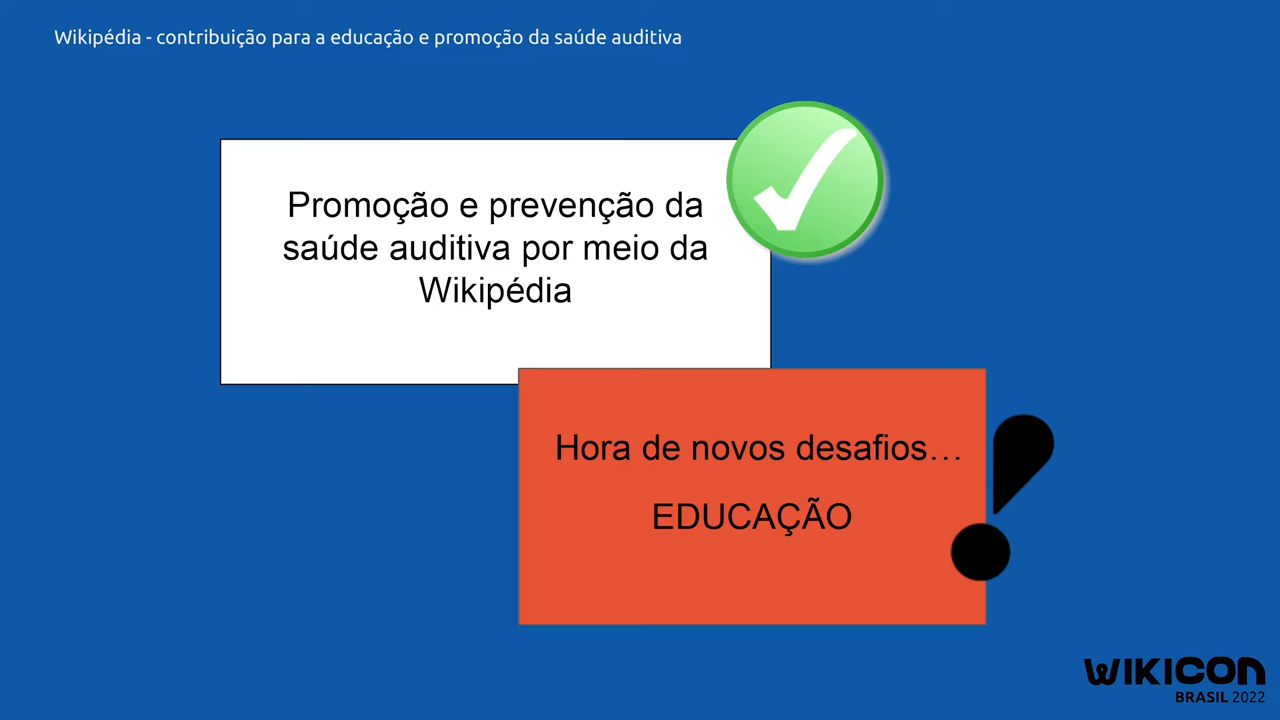 Wikipédia - contribuição para a educação e promoção da saúde auditiva
Promoção e prevenção da
saúde auditiva por meio da
Wikipédia
Hora de novos desafios…
EDUCAÇÃO
WIKICON
BRASIL 2022